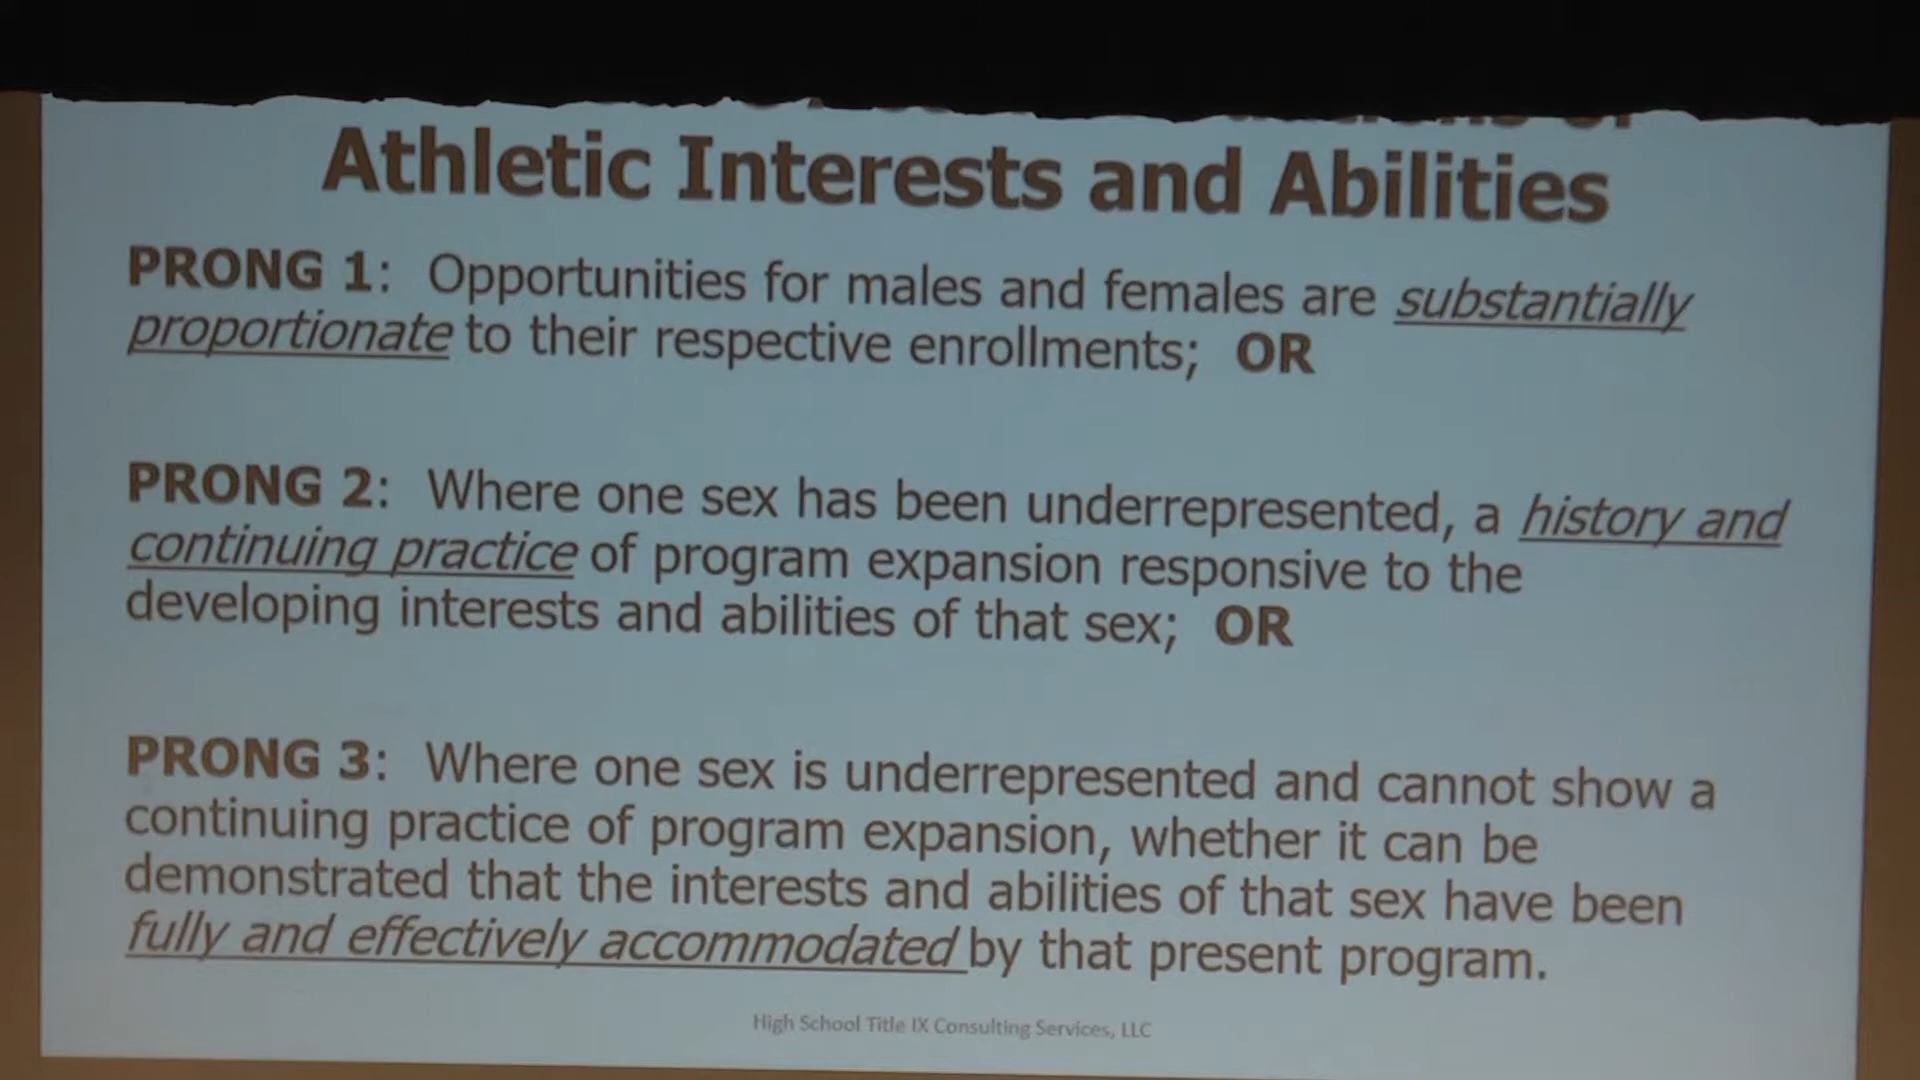 Athletic Interests and Abilities
PRONG 1: Opportunities for males and females are substantially
proportionate to their respective enrollments; OR
PRONG 2: Where one sex has been underrepresented, a history and
continuing practice of program expansion responsive to the
developing interests and abilities of that sex; OR
PRONG 3: Where one sex is underrepresented and cannot show a
continuing practice of program expansion, whether it can be
demonstrated that the interests and abilities of that sex have been
fully and effectively accommodated by that present program.
High School Title IX Consulting Services, LLC